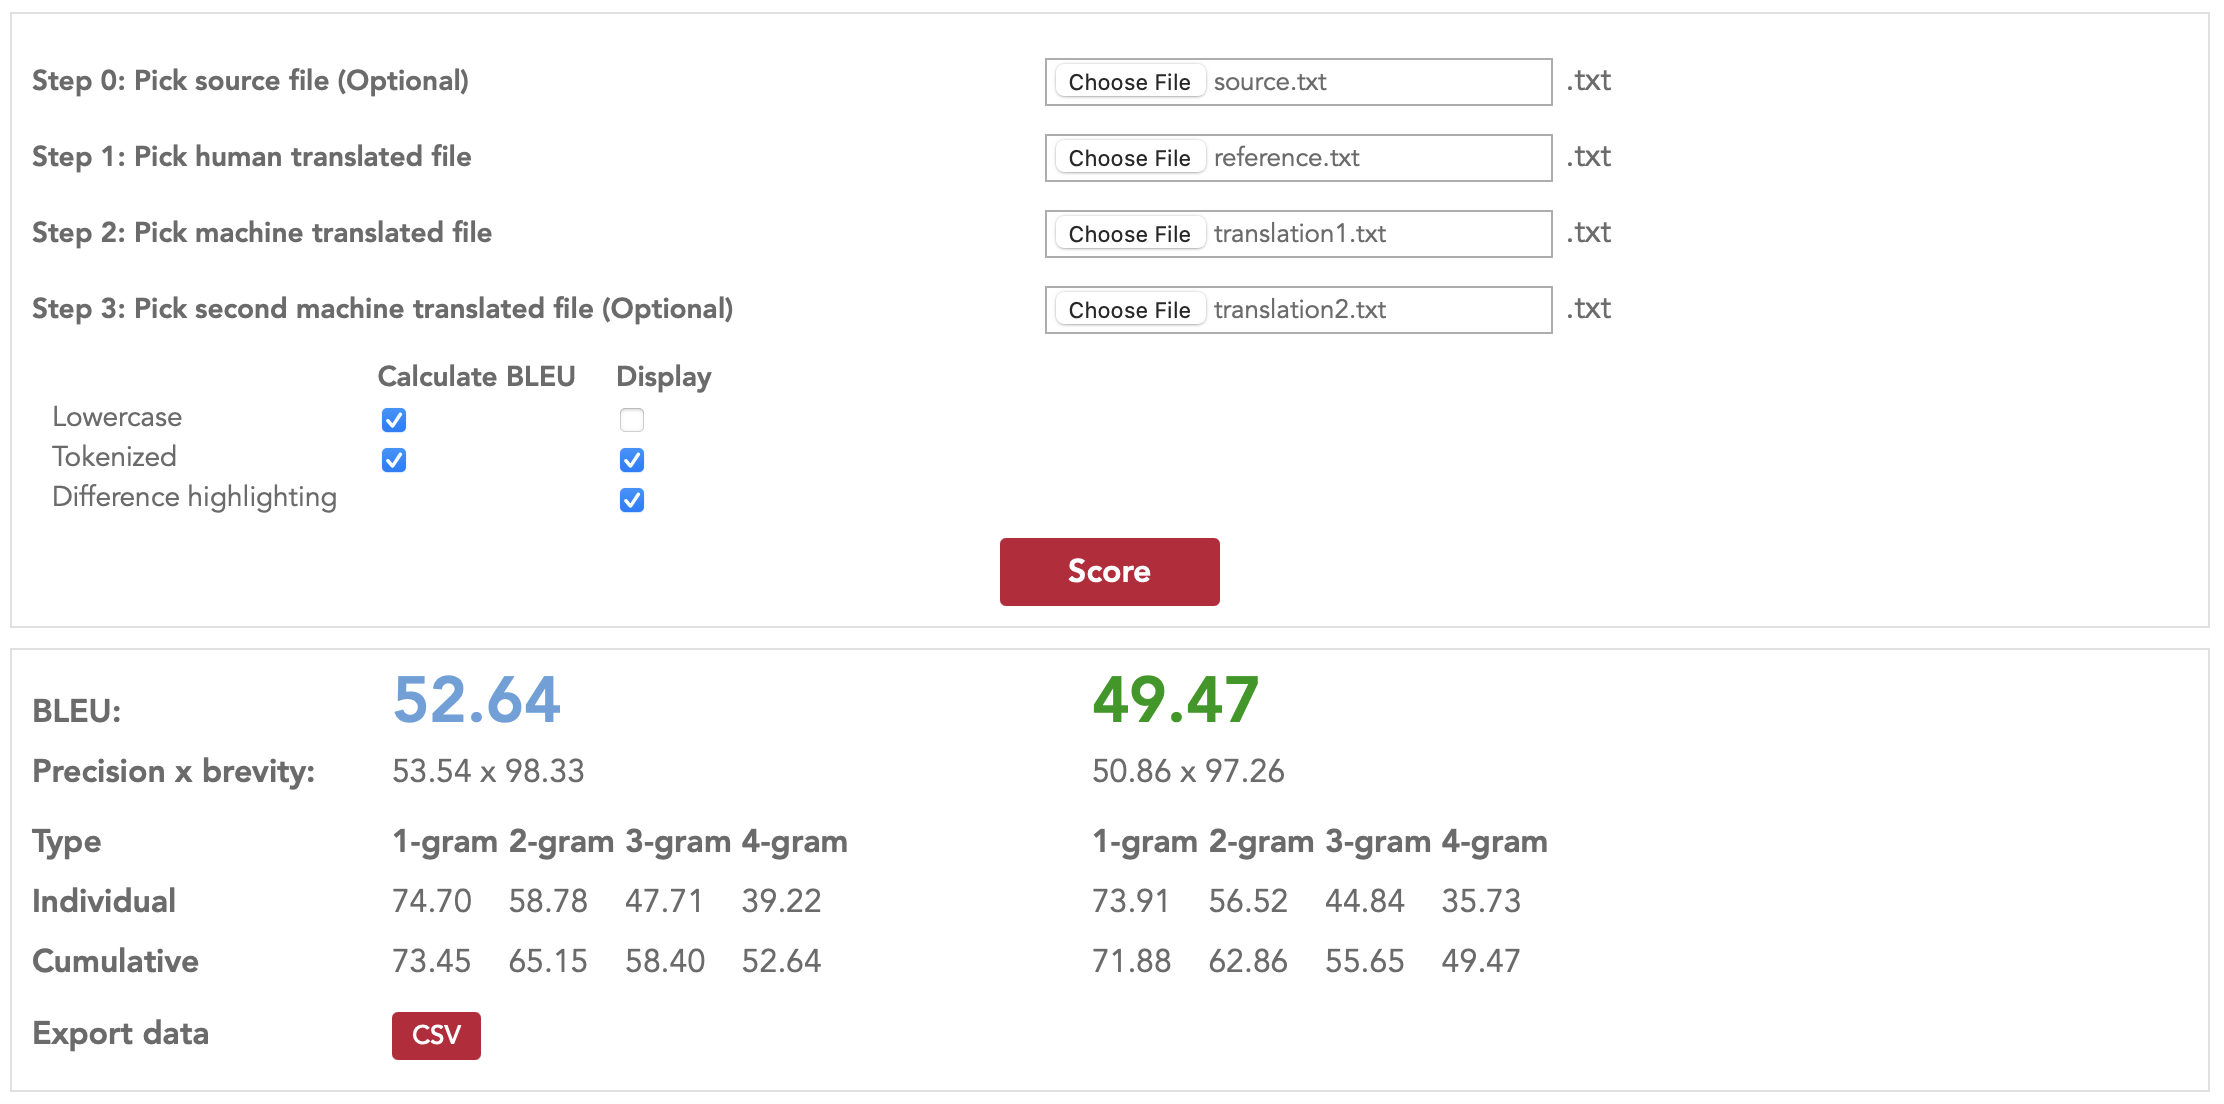 Step 0: Pick source file (Optional) Choose File source.txt .txt
Step 1: Pick human translated file Choose File reference.txt .txt
Step 2: Pick machine translated file Choose File translation1.txt .txt
Step 3: Pick second machine translated file (Optional) Choose File translation2.txt .txt
Calculate BLEU Display
Lowercase
Tokenized
Difference highlighting
Score
BLEU: 52.64 49.47
Precision x brevity: 53.54 x 98.33 50.86 x 97.26
Type 1-gram 2-gram 3-gram 4-gram 1-gram 2-gram 3-gram 4-gram
Individual 74.70 58.78 47.71 39.22 73.91 56.52 44.84 35.73
Cumulative 73.45 65.15 58.40 52.64 71.88 62.86 55.65 49.47
Export data CSV